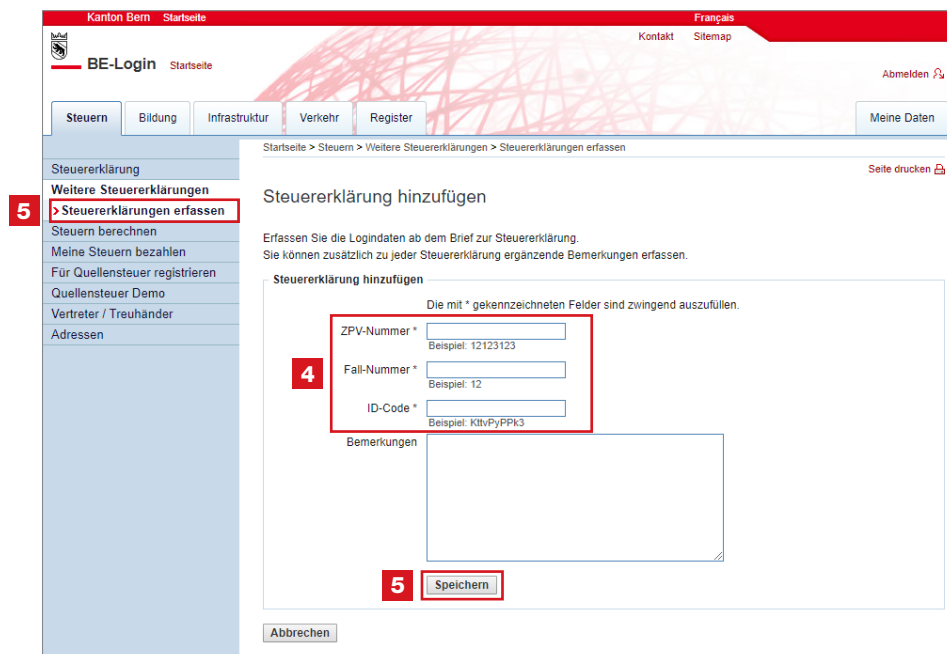 Kanton Bern Startseite Français
Kontakt Sitemap
BE-Login Startseite
Abmelden
Steuern Bildung Infrastruktur Verkehr Register Meine Daten
Startseite > Steuern > Weitere Steuererklärungen > Steuererklärungen erfassen
Seite drucken
Steuererklärung
Weitere Steuererklärungen
5 >Steuererklärungen erfassen
Steuern berechnen
Meine Steuern bezahlen
Für Quellensteuer registrieren
Quellensteuer Demo
Vertreter / Treuhänder
Adressen
Steuererklärung hinzufügen
Erfassen Sie die Logindaten ab dem Brief zur Steuererklärung.
Sie können zusätzlich zu jeder Steuererklärung ergänzende Bemerkungen erfassen.
Steuererklärung hinzufügen
Die mit * gekennzeichneten Felder sind zwingend auszufüllen.
ZPV-Nummer *
Beispiel: 12123123
4 Fall-Nummer *
Beispiel: 12
ID-Code *
Beispiel: KttvPyPPk3
Bemerkungen
5 Speichern
Abbrechen